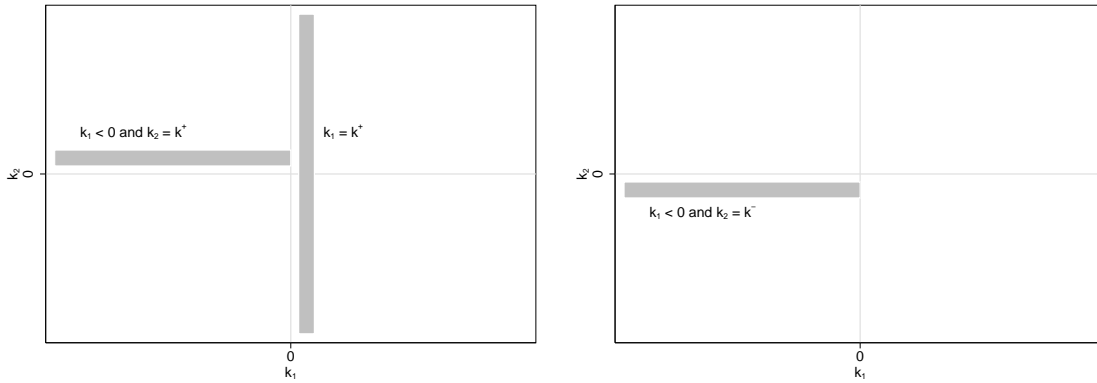 k₁ < 0 and k₂ = k⁺
k₁ = k⁺
k₂
0
0
k₁
k₁ < 0 and k₂ = k⁻
k₂
0
0
k₁